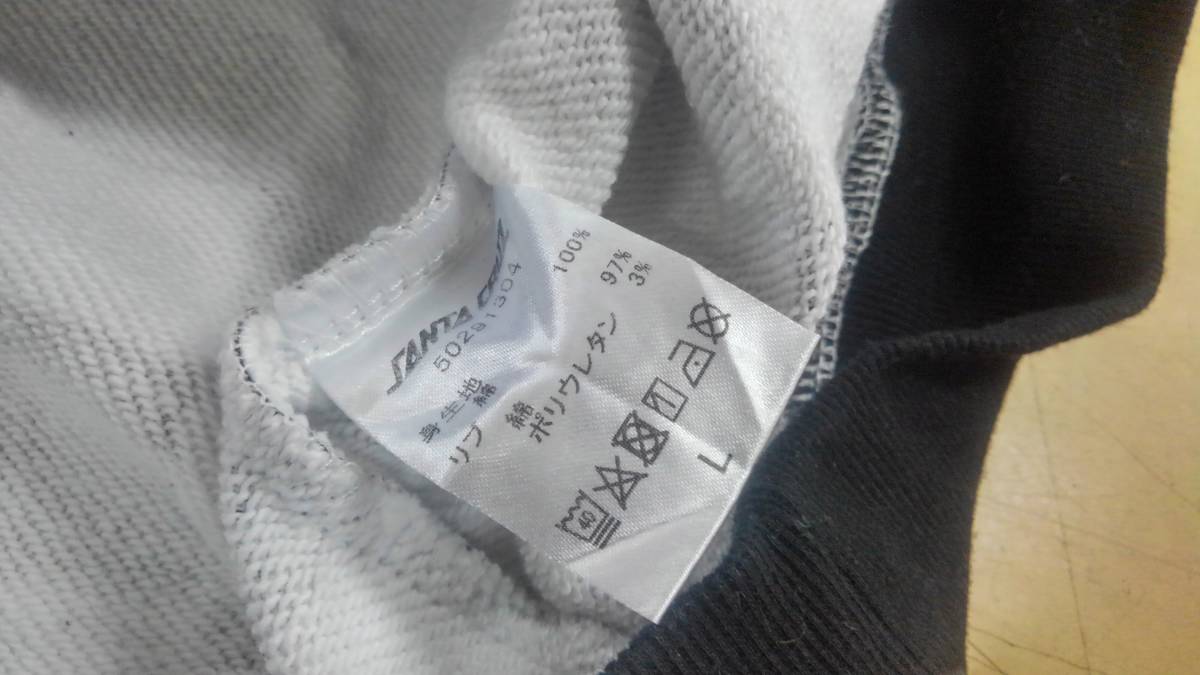 SANTA CRUZ
50291304
身生地 綿 100%
リブ 綿 97%
ポリウレタン 3%
40
L